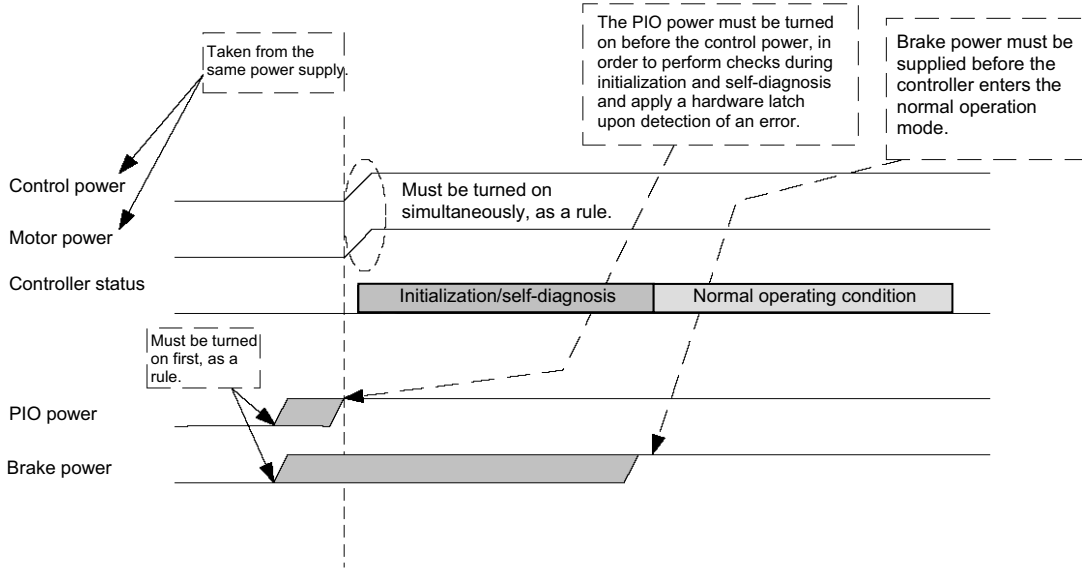 Taken from the
same power supply.
The PIO power must be turned
on before the control power, in
order to perform checks during
initialization and self-diagnosis
and apply a hardware latch
upon detection of an error.
Brake power must be
supplied before the
controller enters the
normal operation
mode.
Control power
Must be turned on
simultaneously, as a rule.
Motor power
Controller status
Initialization/self-diagnosis
Normal operating condition
Must be turned
on first, as a
rule.
PIO power
Brake power